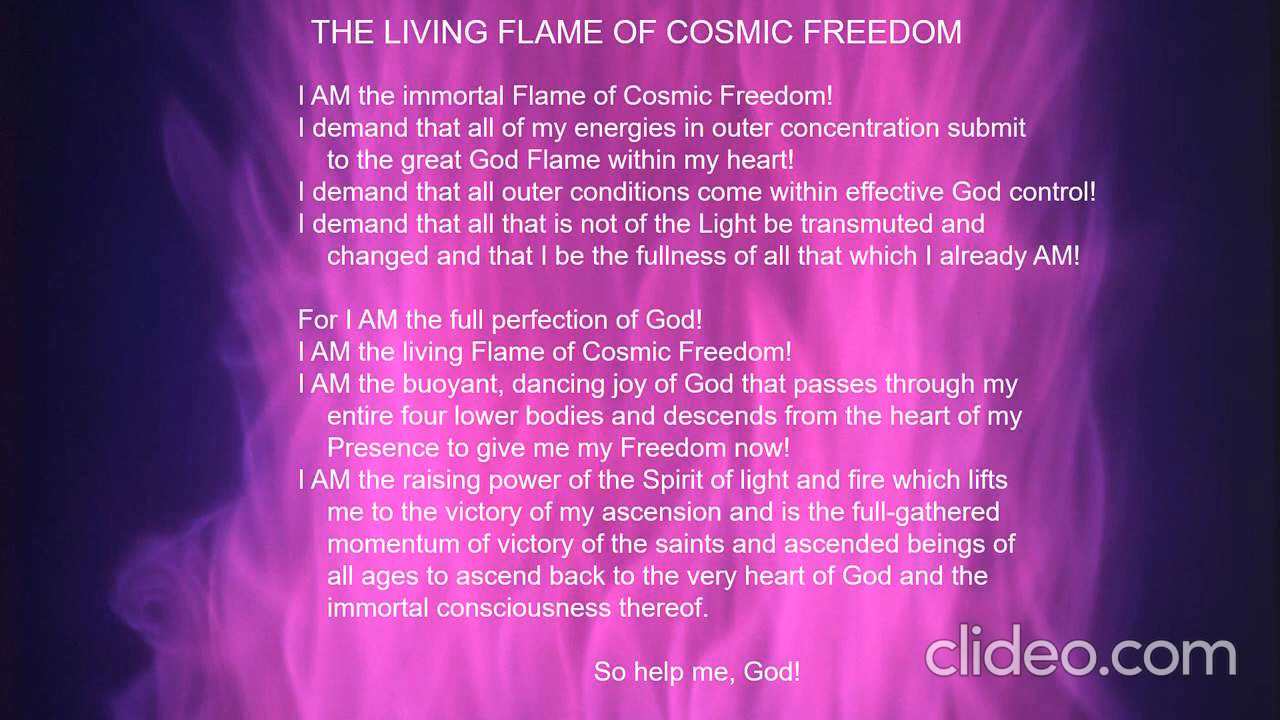 THE LIVING FLAME OF COSMIC FREEDOM
I AM the immortal Flame of Cosmic Freedom!
I demand that all of my energies in outer concentration submit
to the great God Flame within my heart!
I demand that all outer conditions come within effective God control!
I demand that all that is not of the Light be transmuted and
changed and that I be the fullness of all that which I already AM!
For I AM the full perfection of God!
I AM the living Flame of Cosmic Freedom!
I AM the buoyant, dancing joy of God that passes through my
entire four lower bodies and descends from the heart of my
Presence to give me my Freedom now!
I AM the raising power of the Spirit of light and fire which lifts
me to the victory of my ascension and is the full-gathered
momentum of victory of the saints and ascended beings of
all ages to ascend back to the very heart of God and the
immortal consciousness thereof.
So help me, God!
clideo.com